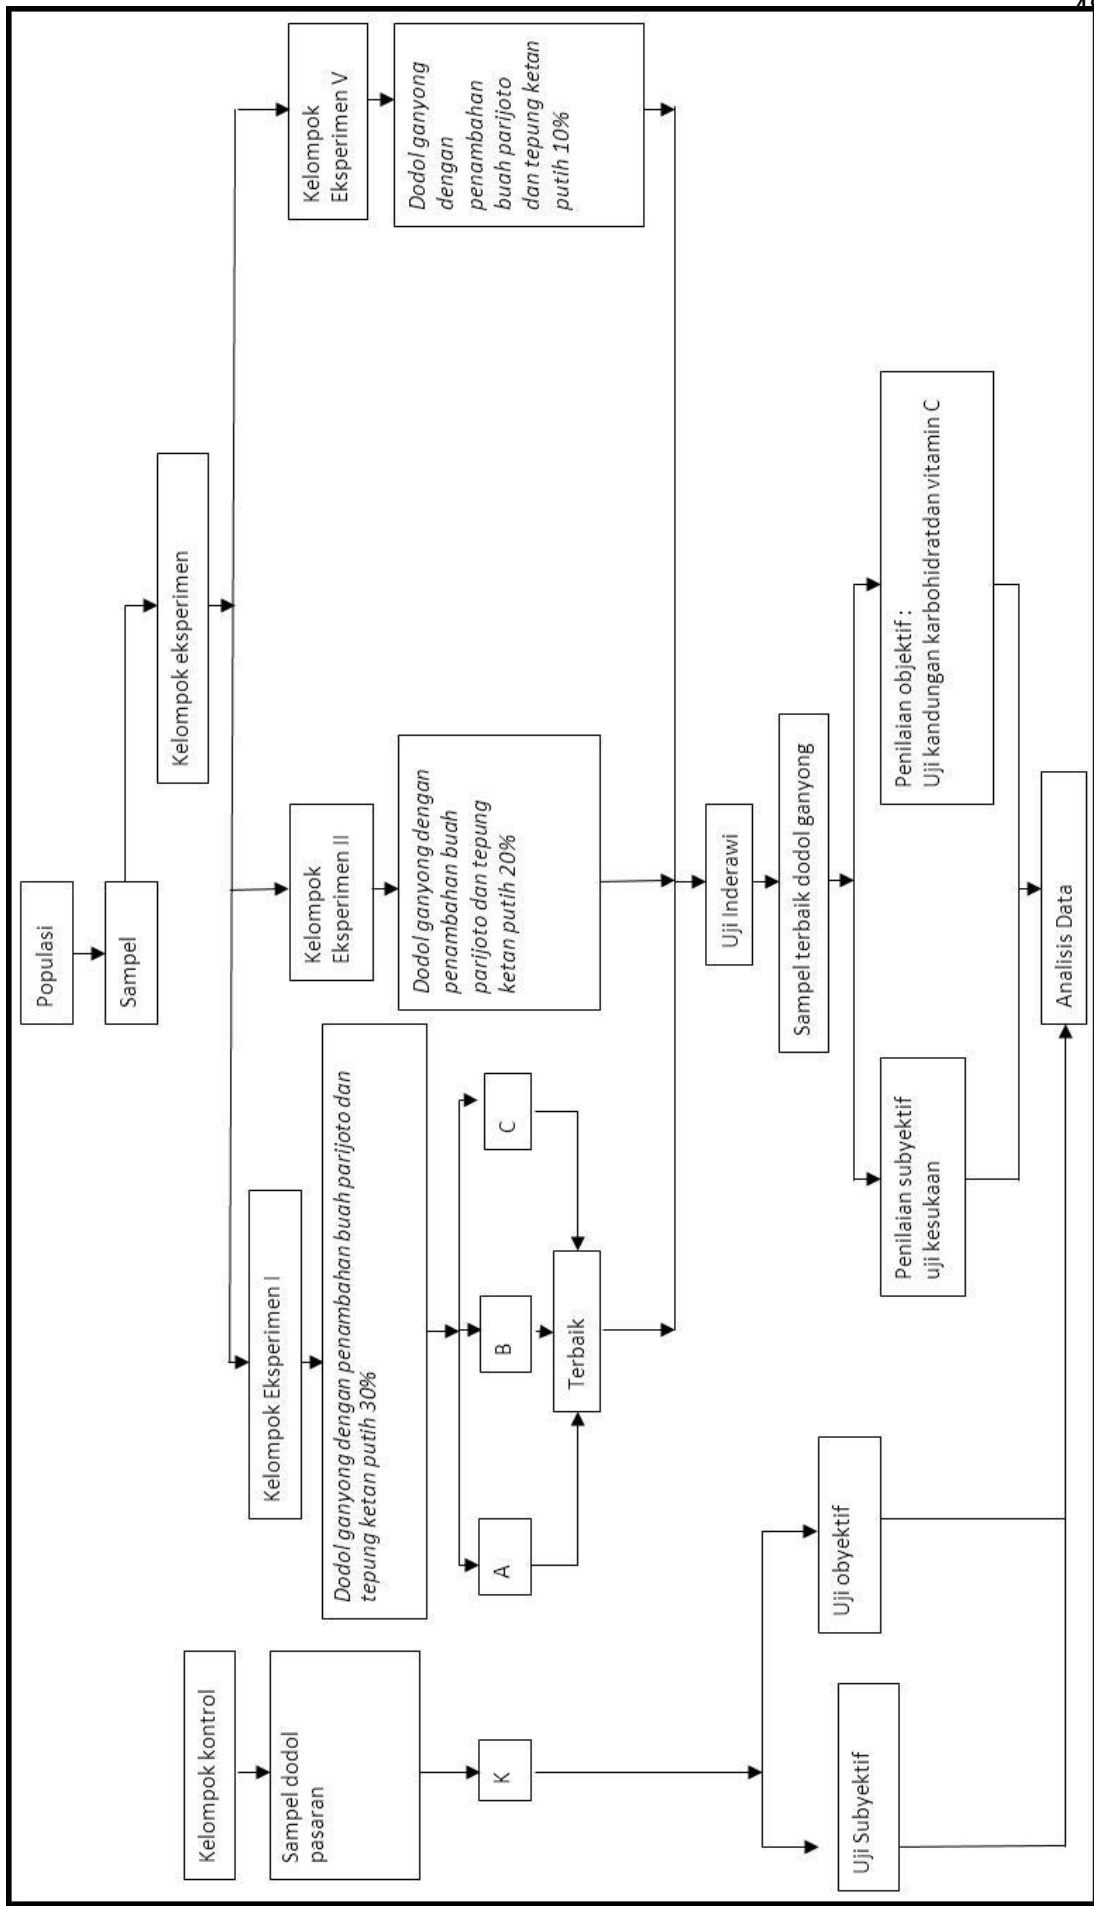 Populasi
Sampel
Kelompok eksperimen
Kelompok kontrol
Sampel dodol
pasaran
K
Uji Subyektif
Uji obyektif
Kelompok Eksperimen I
Dodol ganyong dengan penambahan buah parijoto dan
tepung ketan putih 30%
A
B
C
Terbaik
Kelompok
Eksperimen II
Dodol ganyong dengan
penambahan buah
parijoto dan tepung
ketan putih 20%
Kelompok
Eksperimen V
Dodol ganyong
dengan
penambahan
buah parijoto
dan tepung ketan
putih 10%
Uji Inderawi
Sampel terbaik dodol ganyong
Penilaian subyektif
uji kesukaan
Penilaian objektif :
Uji kandungan karbohidratdan vitamin C
Analisis Data